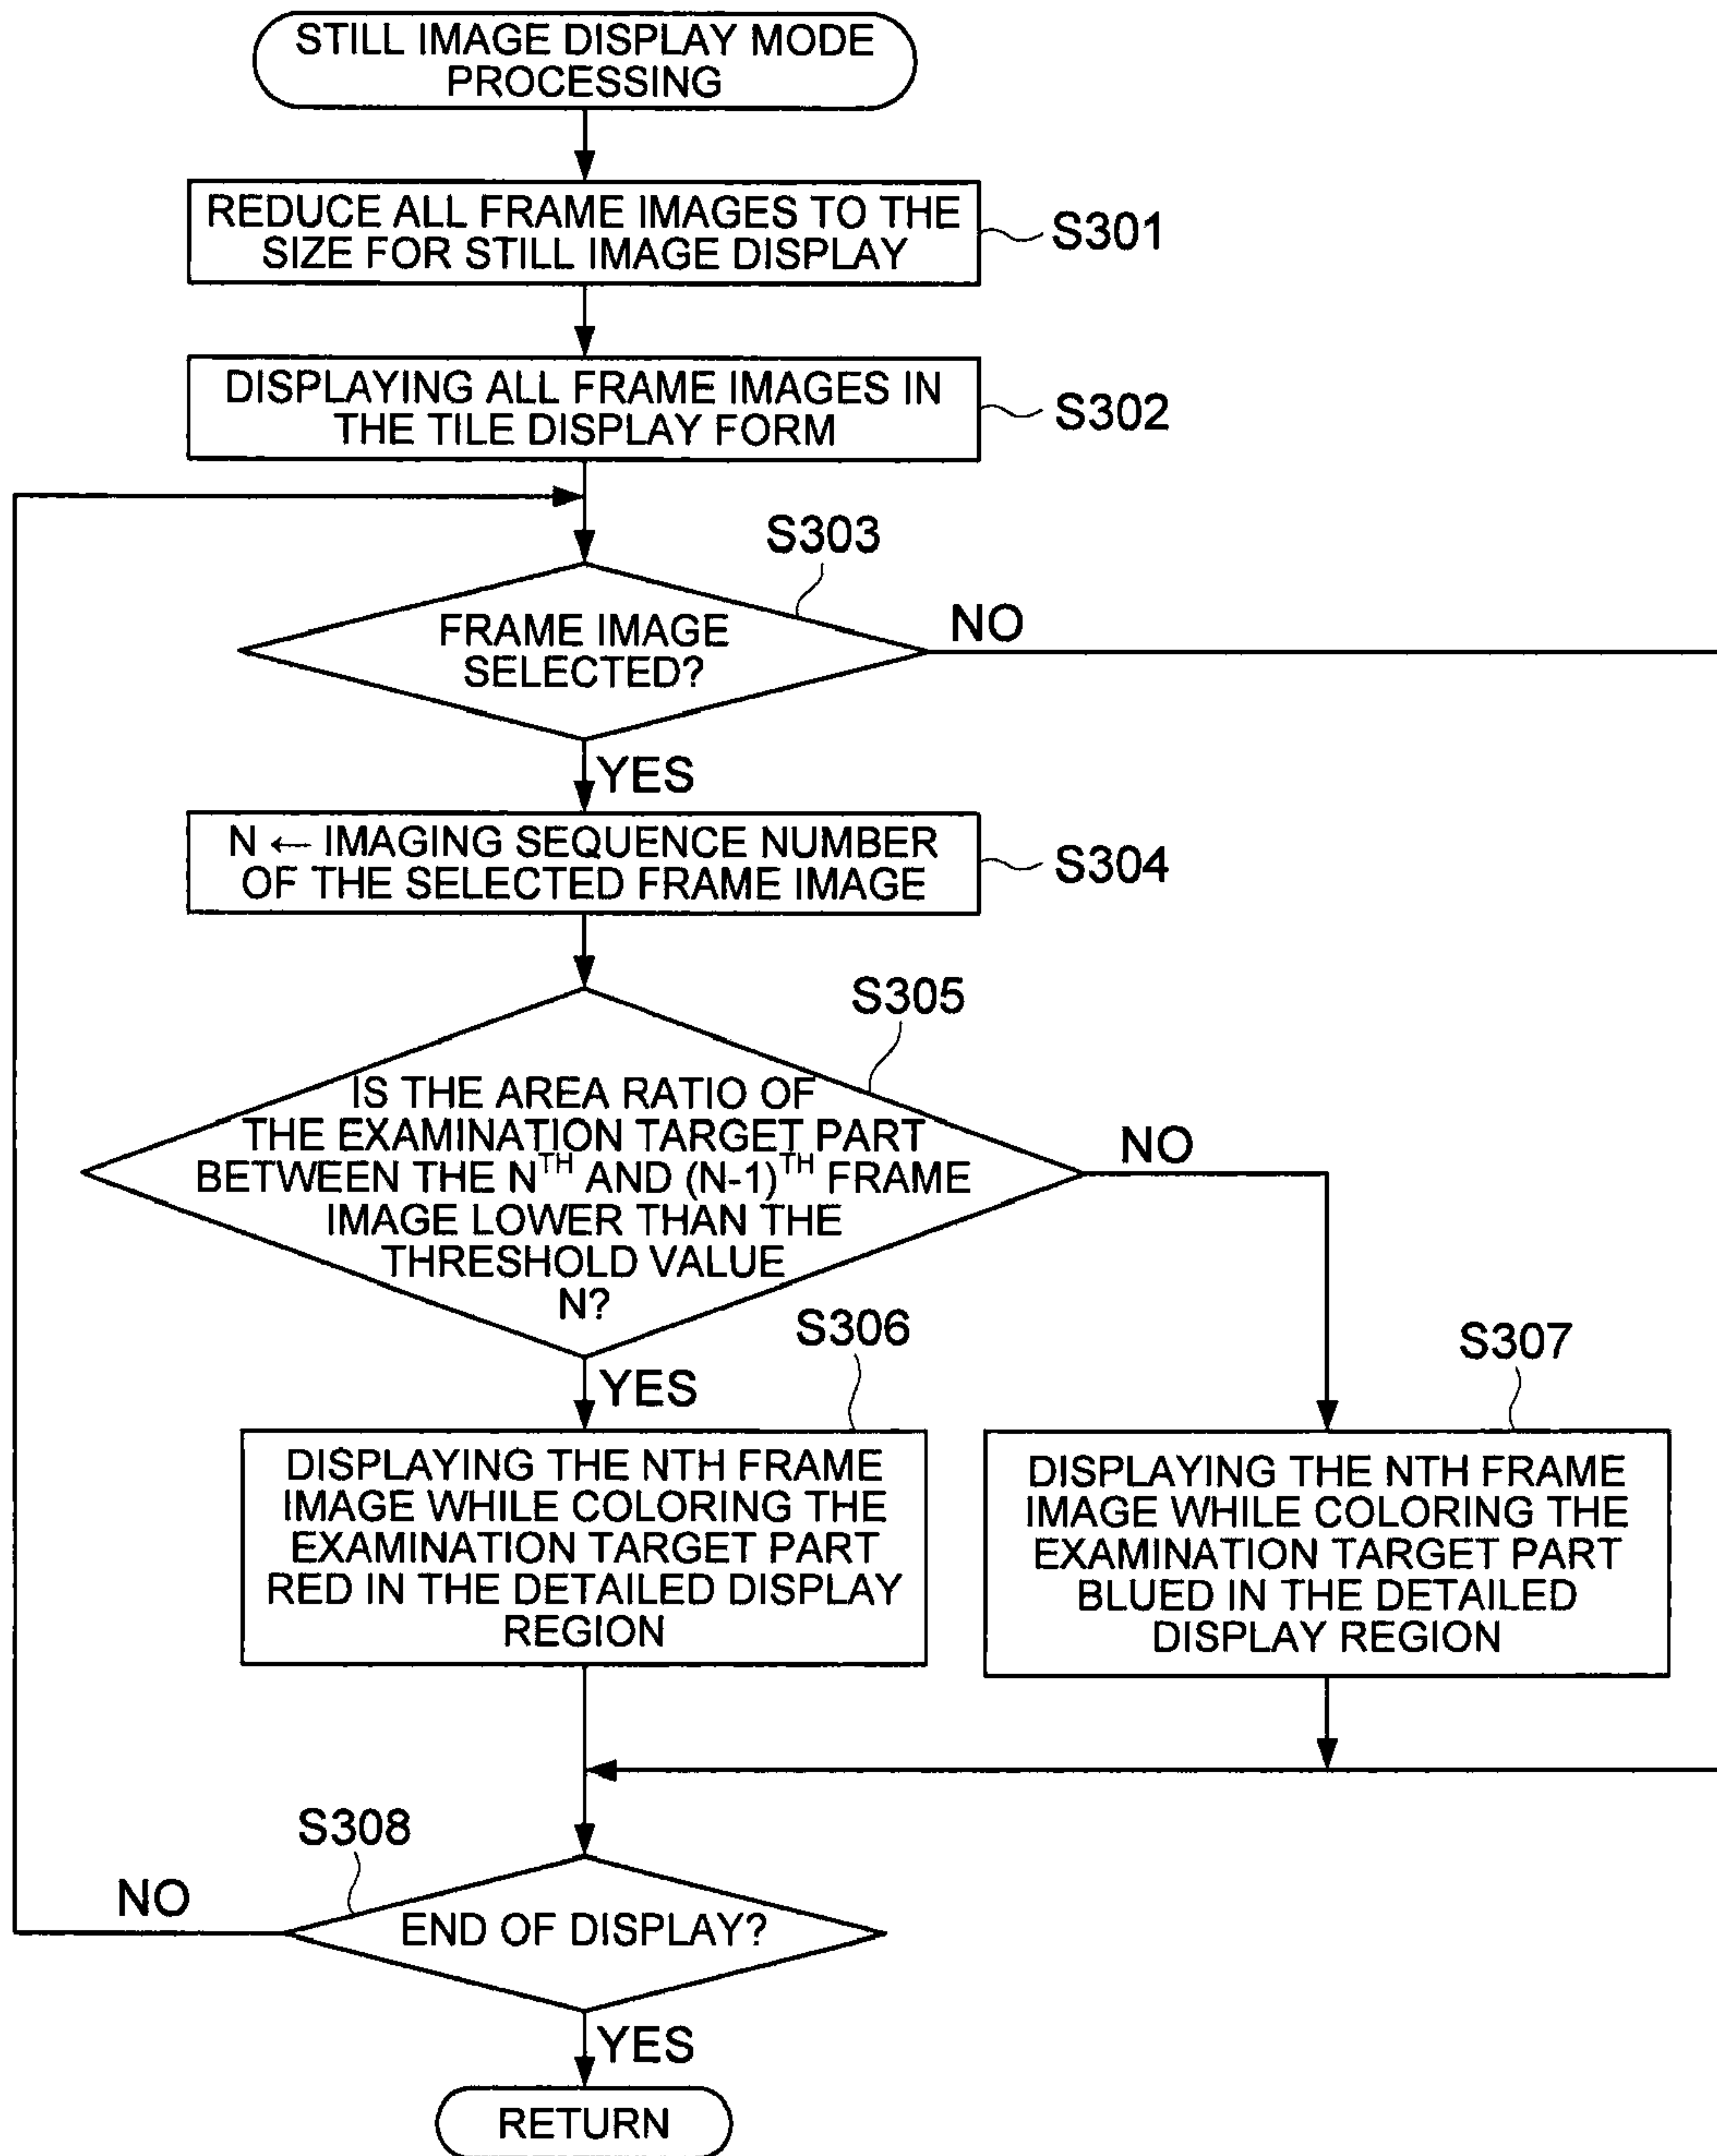 STILL IMAGE DISPLAY MODE
PROCESSING
REDUCE ALL FRAME IMAGES TO THE
SIZE FOR STILL IMAGE DISPLAY
S301
DISPLAYING ALL FRAME IMAGES IN
THE TILE DISPLAY FORM
S302
S303
FRAME IMAGE
SELECTED?
NO
YES
N ← IMAGING SEQUENCE NUMBER
OF THE SELECTED FRAME IMAGE
S304
S305
IS THE AREA RATIO OF
THE EXAMINATION TARGET PART
BETWEEN THE Nᵀᴴ AND (N-1)ᵀᴴ FRAME
IMAGE LOWER THAN THE
THRESHOLD VALUE
N?
NO
YES
S306
DISPLAYING THE NTH FRAME
IMAGE WHILE COLORING THE
EXAMINATION TARGET PART
RED IN THE DETAILED DISPLAY
REGION
S307
DISPLAYING THE NTH FRAME
IMAGE WHILE COLORING THE
EXAMINATION TARGET PART
BLUED IN THE DETAILED
DISPLAY REGION
S308
END OF DISPLAY?
NO
YES
RETURN